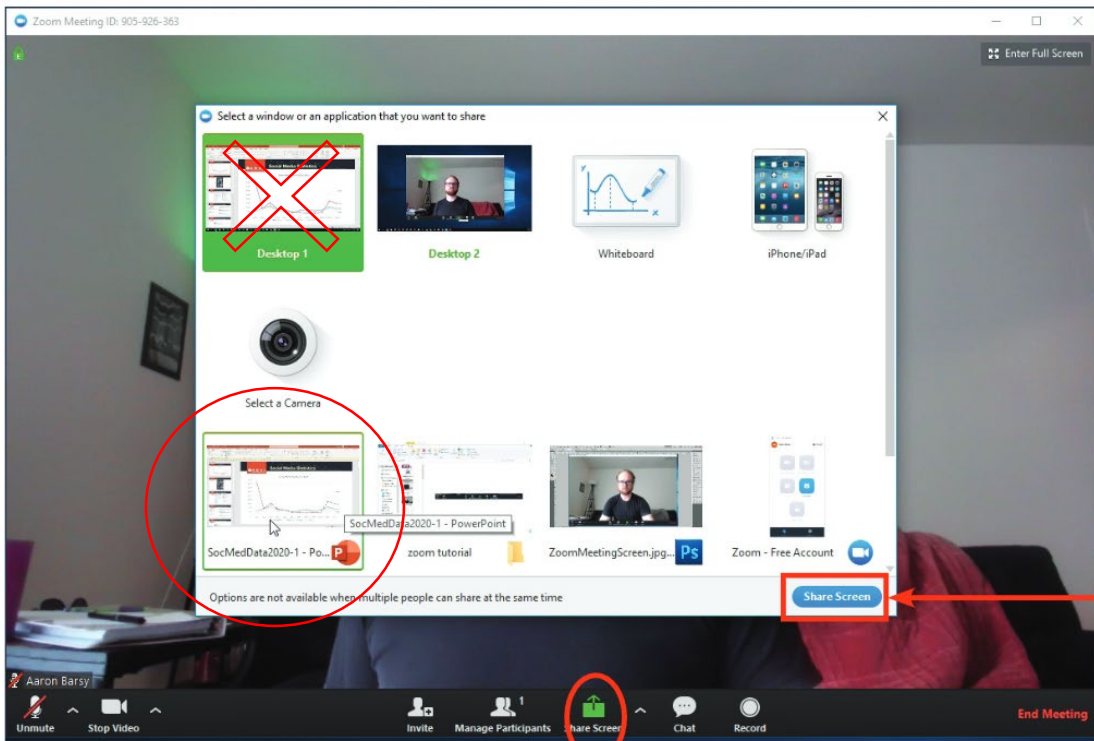 Zoom Meeting ID: 905-926-363
Enter Full Screen
Select a window or an application that you want to share
Social Media Statistics
Desktop 1
Desktop 2
Whiteboard
iPhone/iPad
Select a Camera
Social Media Statistics
SocMedData2020-1 - PowerPoint
SocMedData2020-1 - Po...
P
zoom tutorial
ZoomMeetingScreen.jpg...
Ps
Zoom - Free Account
Options are not available when multiple people can share at the same time
Share Screen
Aaron Barsy
Unmute
Stop Video
Invite
1
Manage Participants
Share Screen
Chat
Record
End Meeting